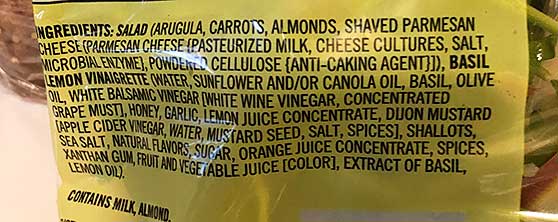 INGREDIENTS: SALAD (ARUGULA, CARROTS, ALMONDS, SHAVED PARMESAN
CHEESE [PARMESAN CHEESE {PASTEURIZED MILK, CHEESE CULTURES, SALT,
MICROBIAL ENZYME}, POWDERED CELLULOSE {ANTI-CAKING AGENT}]), BASIL
LEMON VINAIGRETTE (WATER, SUNFLOWER AND/OR CANOLA OIL, BASIL, OLIVE
OIL, WHITE BALSAMIC VINEGAR [WHITE WINE VINEGAR, CONCENTRATED
GRAPE MUST], HONEY, GARLIC, LEMON JUICE CONCENTRATE, DIJON MUSTARD
[APPLE CIDER VINEGAR, WATER, MUSTARD SEED, SALT, SPICES], SHALLOTS,
SEA SALT, NATURAL FLAVORS, SUGAR, ORANGE JUICE CONCENTRATE, SPICES,
XANTHAN GUM, FRUIT AND VEGETABLE JUICE [COLOR], EXTRACT OF BASIL,
LEMON OIL).
CONTAINS MILK, ALMOND.